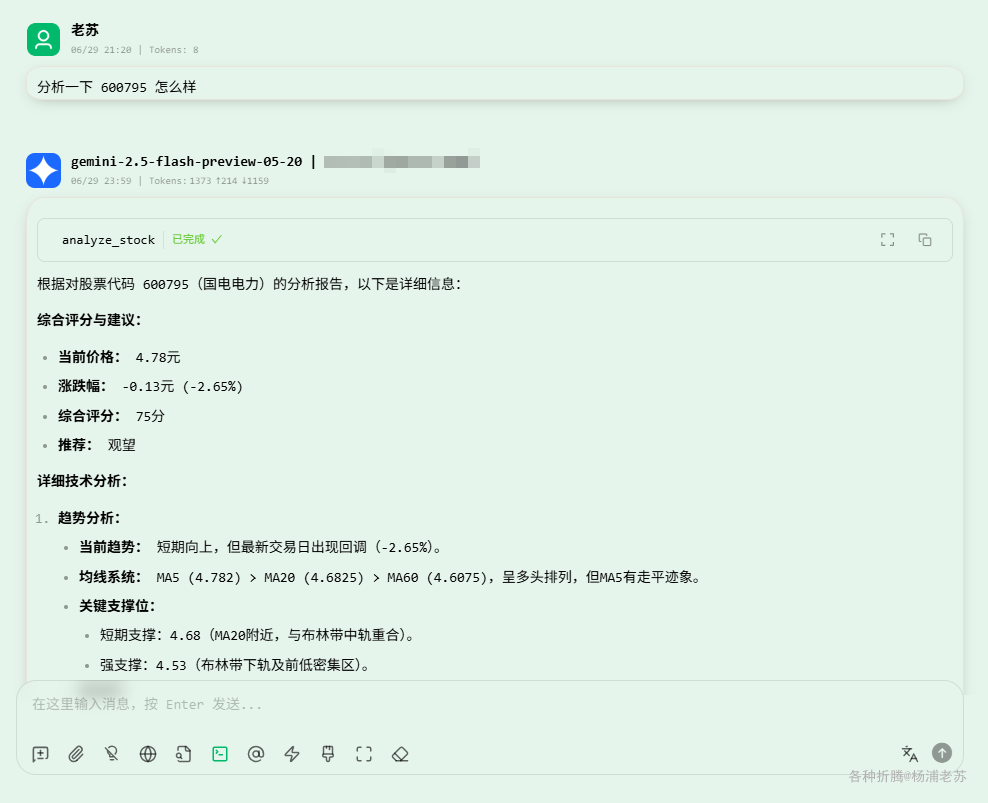 老苏
06/29 21:20 | Tokens: 8
分析一下 600795 怎么样
gemini-2.5-flash-preview-05-20 |
06/29 23:59 | Tokens: 1373 ↑214 ↓1159
analyze_stock 已完成
根据对股票代码 600795（国电电力）的分析报告，以下是详细信息：
综合评分与建议：
当前价格： 4.78元
涨跌幅： -0.13元 (-2.65%)
综合评分： 75分
推荐： 观望
详细技术分析：
1. 趋势分析：
当前趋势： 短期向上，但最新交易日出现回调（-2.65%）。
均线系统： MA5 (4.782) > MA20 (4.6825) > MA60 (4.6075)，呈多头排列，但MA5有走平迹象。
关键支撑位：
短期支撑：4.68（MA20附近，与布林带中轨重合）。
强支撑：4.53（布林带下轨及前低密集区）。
在这里输入消息，按 Enter 发送...
各种折腾@杨浦老苏